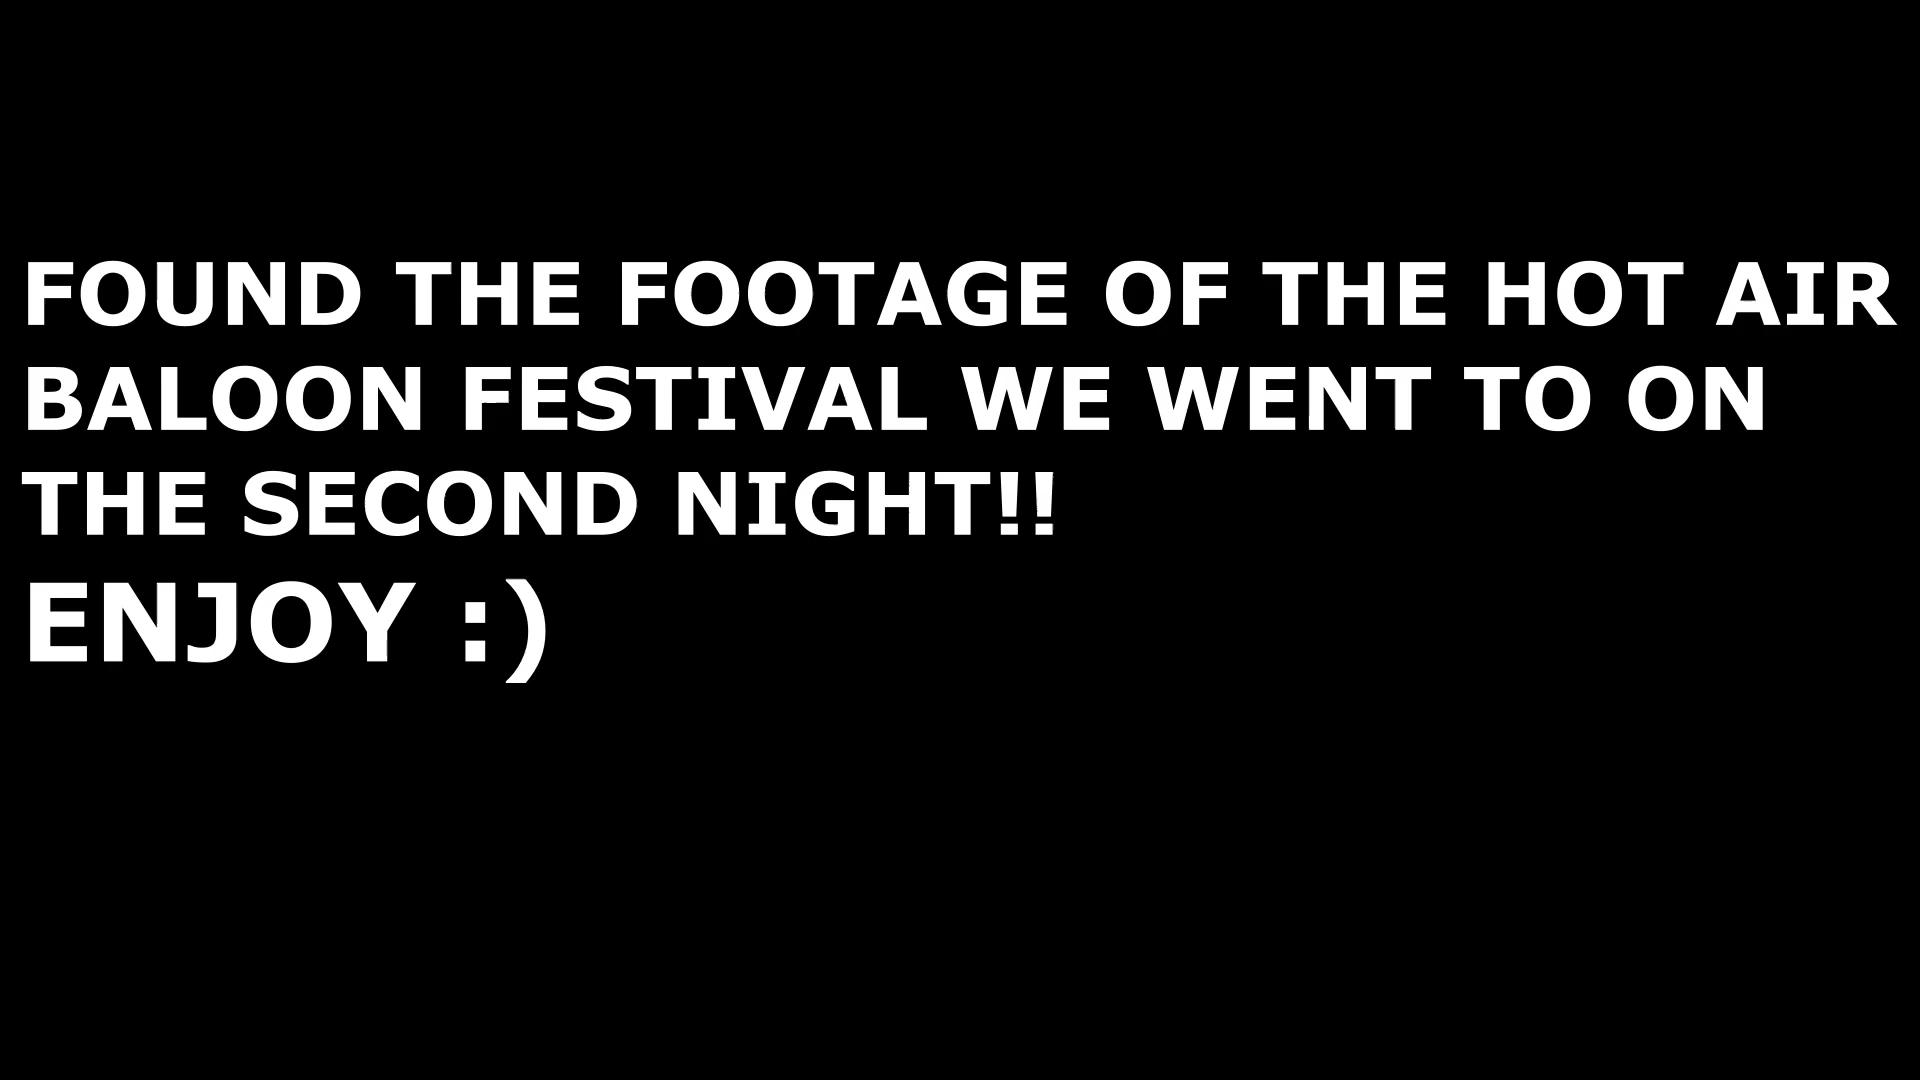 FOUND THE FOOTAGE OF THE HOT AIR
BALOON FESTIVAL WE WENT TO ON
THE SECOND NIGHT!!
ENJOY :)